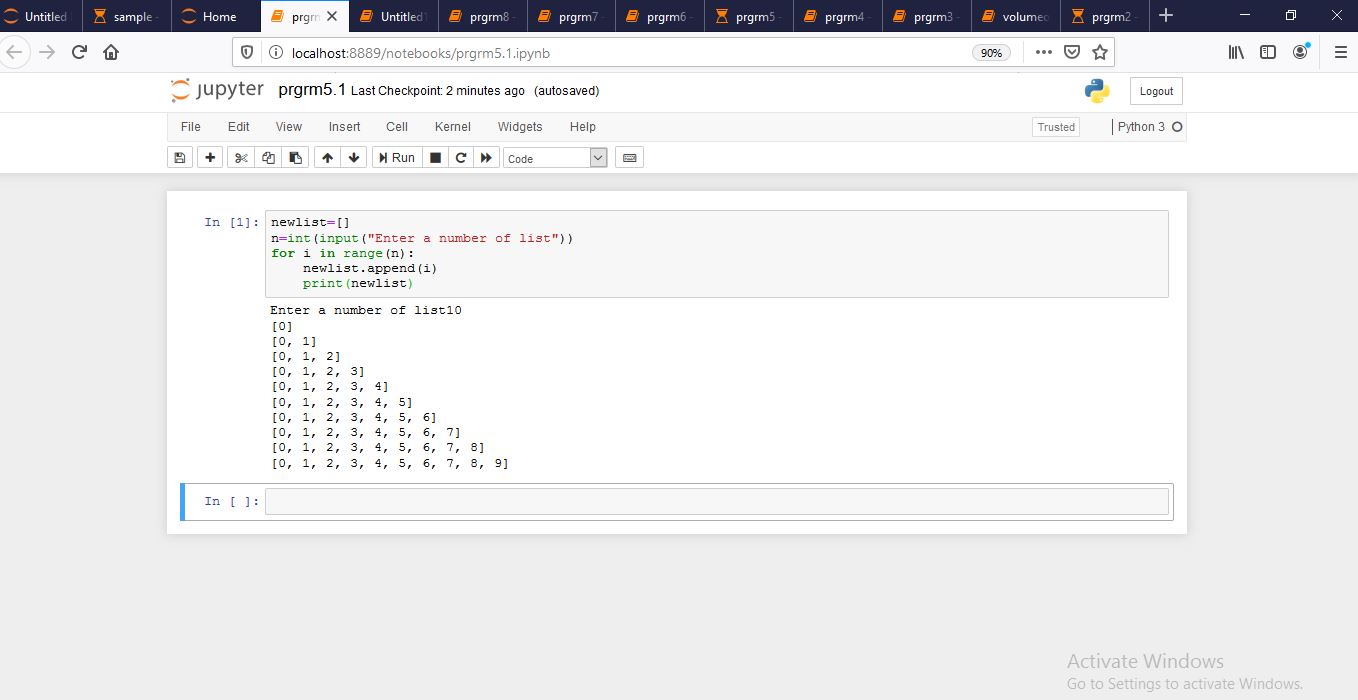 Untitled
sample
Home
prgrm
Untitled1
prgrm8
prgrm7
prgrm6
prgrm5
prgrm4
prgrm3
volumeo
prgrm2
localhost:8889/notebooks/prgrm5.1.ipynb
90%
jupyter prgrm5.1 Last Checkpoint: 2 minutes ago (autosaved)
Logout
File Edit View Insert Cell Kernel Widgets Help
Trusted
Python 3
Run
Code
In [1]:
newlist=[]
n=int(input("Enter a number of list"))
for i in range(n):
    newlist.append(i)
    print(newlist)
Enter a number of list10
[0]
[0, 1]
[0, 1, 2]
[0, 1, 2, 3]
[0, 1, 2, 3, 4]
[0, 1, 2, 3, 4, 5]
[0, 1, 2, 3, 4, 5, 6]
[0, 1, 2, 3, 4, 5, 6, 7]
[0, 1, 2, 3, 4, 5, 6, 7, 8]
[0, 1, 2, 3, 4, 5, 6, 7, 8, 9]
In [ ]:
Activate Windows
Go to Settings to activate Windows.